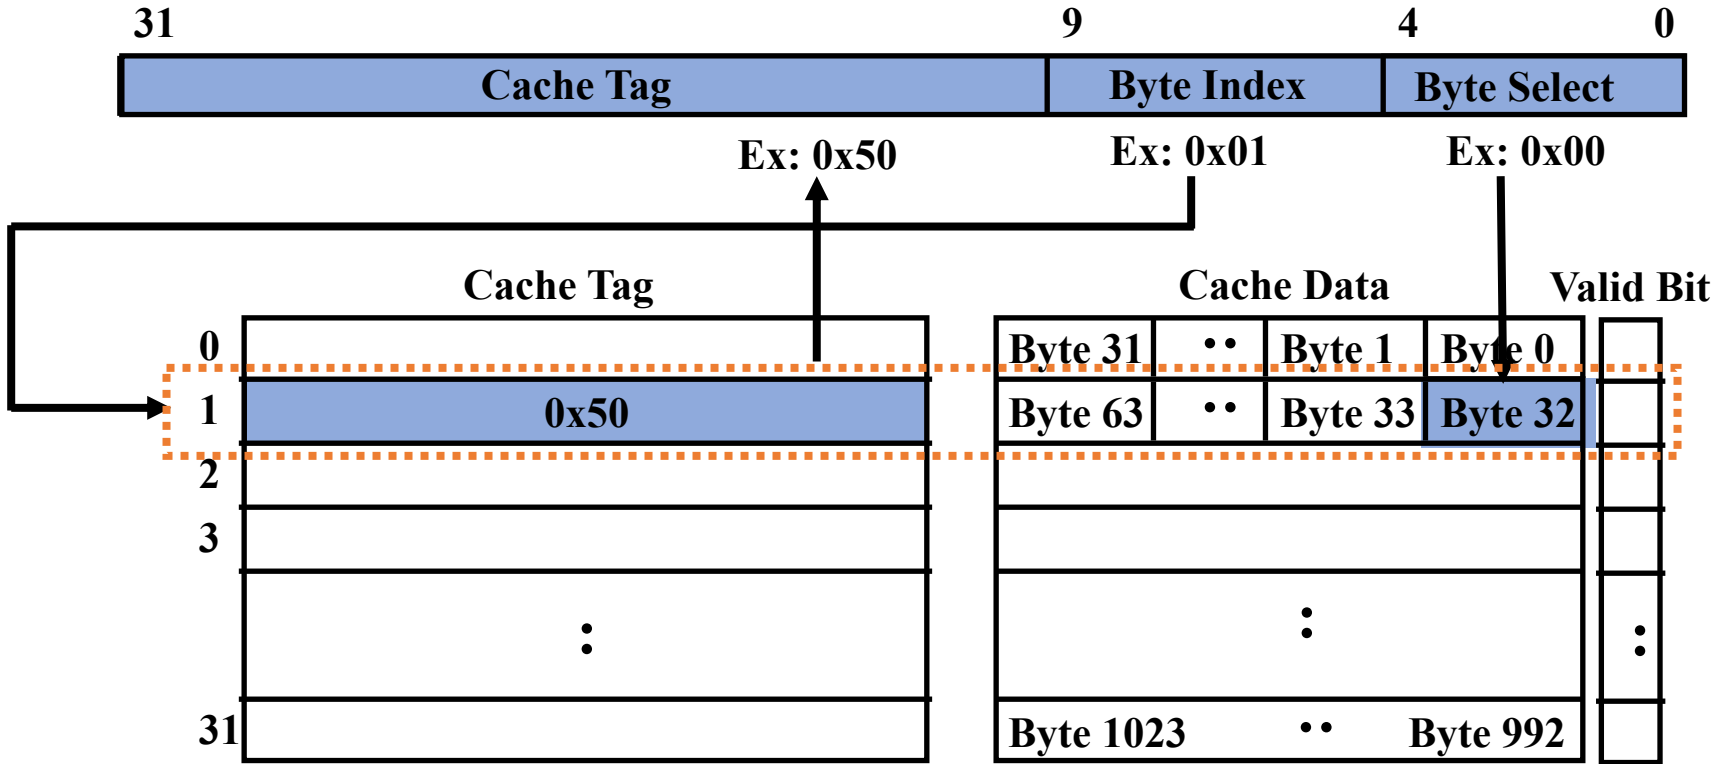 31 9 4 0
Cache Tag Byte Index Byte Select
Ex: 0x50 Ex: 0x01 Ex: 0x00
Cache Tag Cache Data Valid Bit
0 Byte 31 ·· Byte 1 Byte 0
1 0x50 Byte 63 ·· Byte 33 Byte 32
2
3
: : :
31 Byte 1023 ·· Byte 992